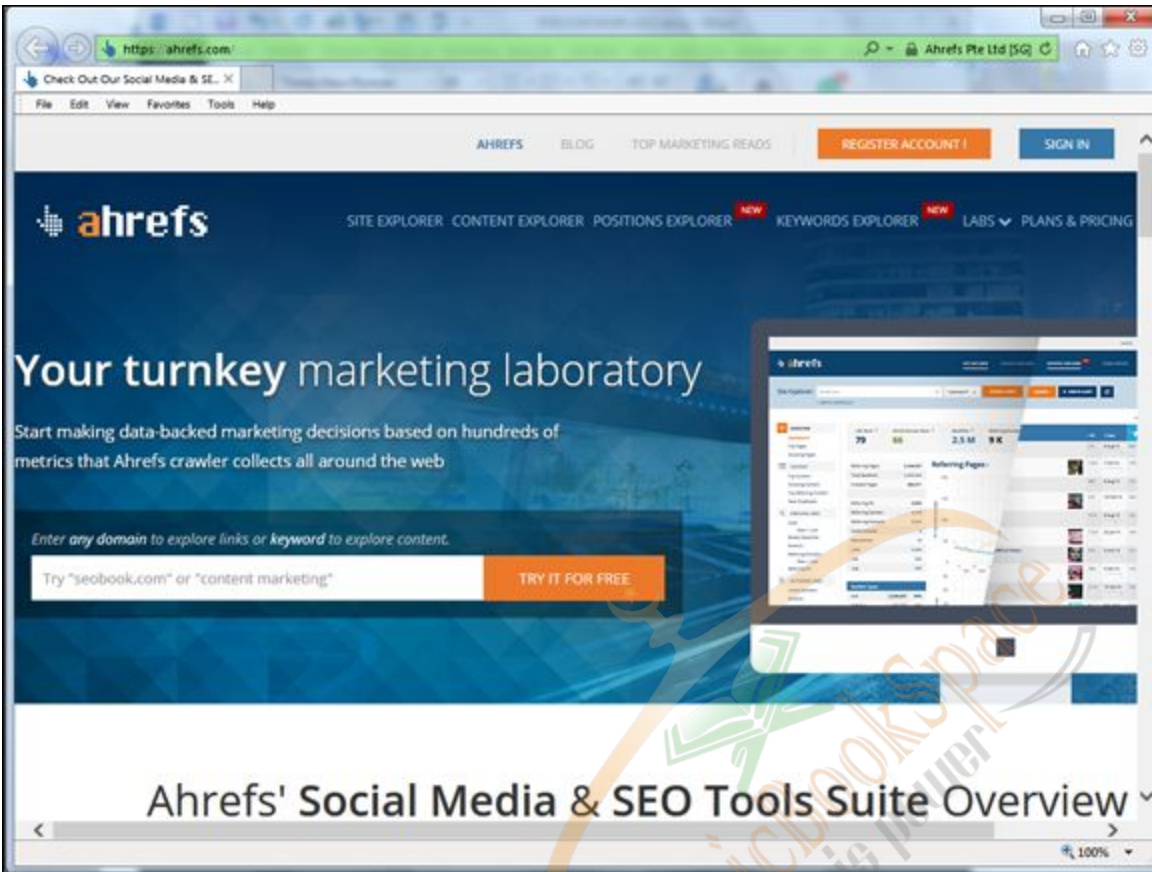 https://ahrefs.com/
Ahrefs Pte Ltd [SG]
Check Out Our Social Media & SE...
File Edit View Favorites Tools Help
AHREFS BLOG TOP MARKETING READS REGISTER ACCOUNT ! SIGN IN
ahrefs
SITE EXPLORER CONTENT EXPLORER POSITIONS EXPLORER NEW KEYWORDS EXPLORER NEW LABS PLANS & PRICING
Your turnkey marketing laboratory
Start making data-backed marketing decisions based on hundreds of
metrics that Ahrefs crawler collects all around the web
Enter any domain to explore links or keyword to explore content.
Try "seobook.com" or "content marketing"
TRY IT FOR FREE
ahrefs
79 66 2.5 M 9 K
Referring Pages
Ahrefs' Social Media & SEO Tools Suite Overview
is power
100%